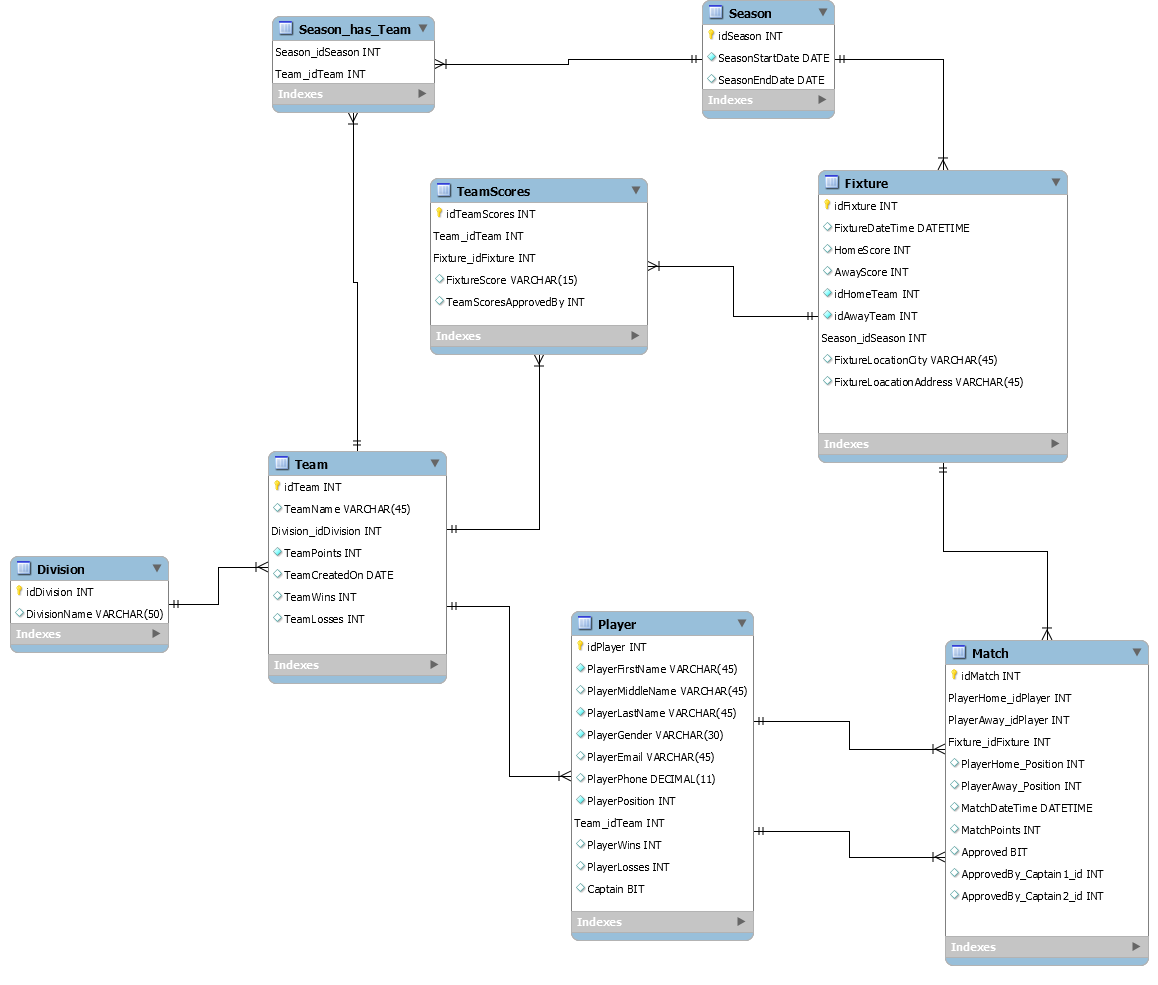 Season_has_Team
Season_idSeason INT
Team_idTeam INT
Indexes
Season
idSeason INT
SeasonStartDate DATE
SeasonEndDate DATE
Indexes
TeamScores
idTeamScores INT
Team_idTeam INT
Fixture_idFixture INT
FixtureScore VARCHAR(15)
TeamScoresApprovedBy INT
Indexes
Fixture
idFixture INT
FixtureDateTime DATETIME
HomeScore INT
AwayScore INT
idHomeTeam INT
idAwayTeam INT
Season_idSeason INT
FixtureLocationCity VARCHAR(45)
FixtureLoacationAddress VARCHAR(45)
Indexes
Team
idTeam INT
TeamName VARCHAR(45)
Division_idDivision INT
TeamPoints INT
TeamCreatedOn DATE
TeamWins INT
TeamLosses INT
Indexes
Division
idDivision INT
DivisionName VARCHAR(50)
Indexes
Player
idPlayer INT
PlayerFirstName VARCHAR(45)
PlayerMiddleName VARCHAR(45)
PlayerLastName VARCHAR(45)
PlayerGender VARCHAR(30)
PlayerEmail VARCHAR(45)
PlayerPhone DECIMAL(11)
PlayerPosition INT
Team_idTeam INT
PlayerWins INT
PlayerLosses INT
Captain BIT
Indexes
Match
idMatch INT
PlayerHome_idPlayer INT
PlayerAway_idPlayer INT
Fixture_idFixture INT
PlayerHome_Position INT
PlayerAway_Position INT
MatchDateTime DATETIME
MatchPoints INT
Approved BIT
ApprovedBy_Captain1_id INT
ApprovedBy_Captain2_id INT
Indexes